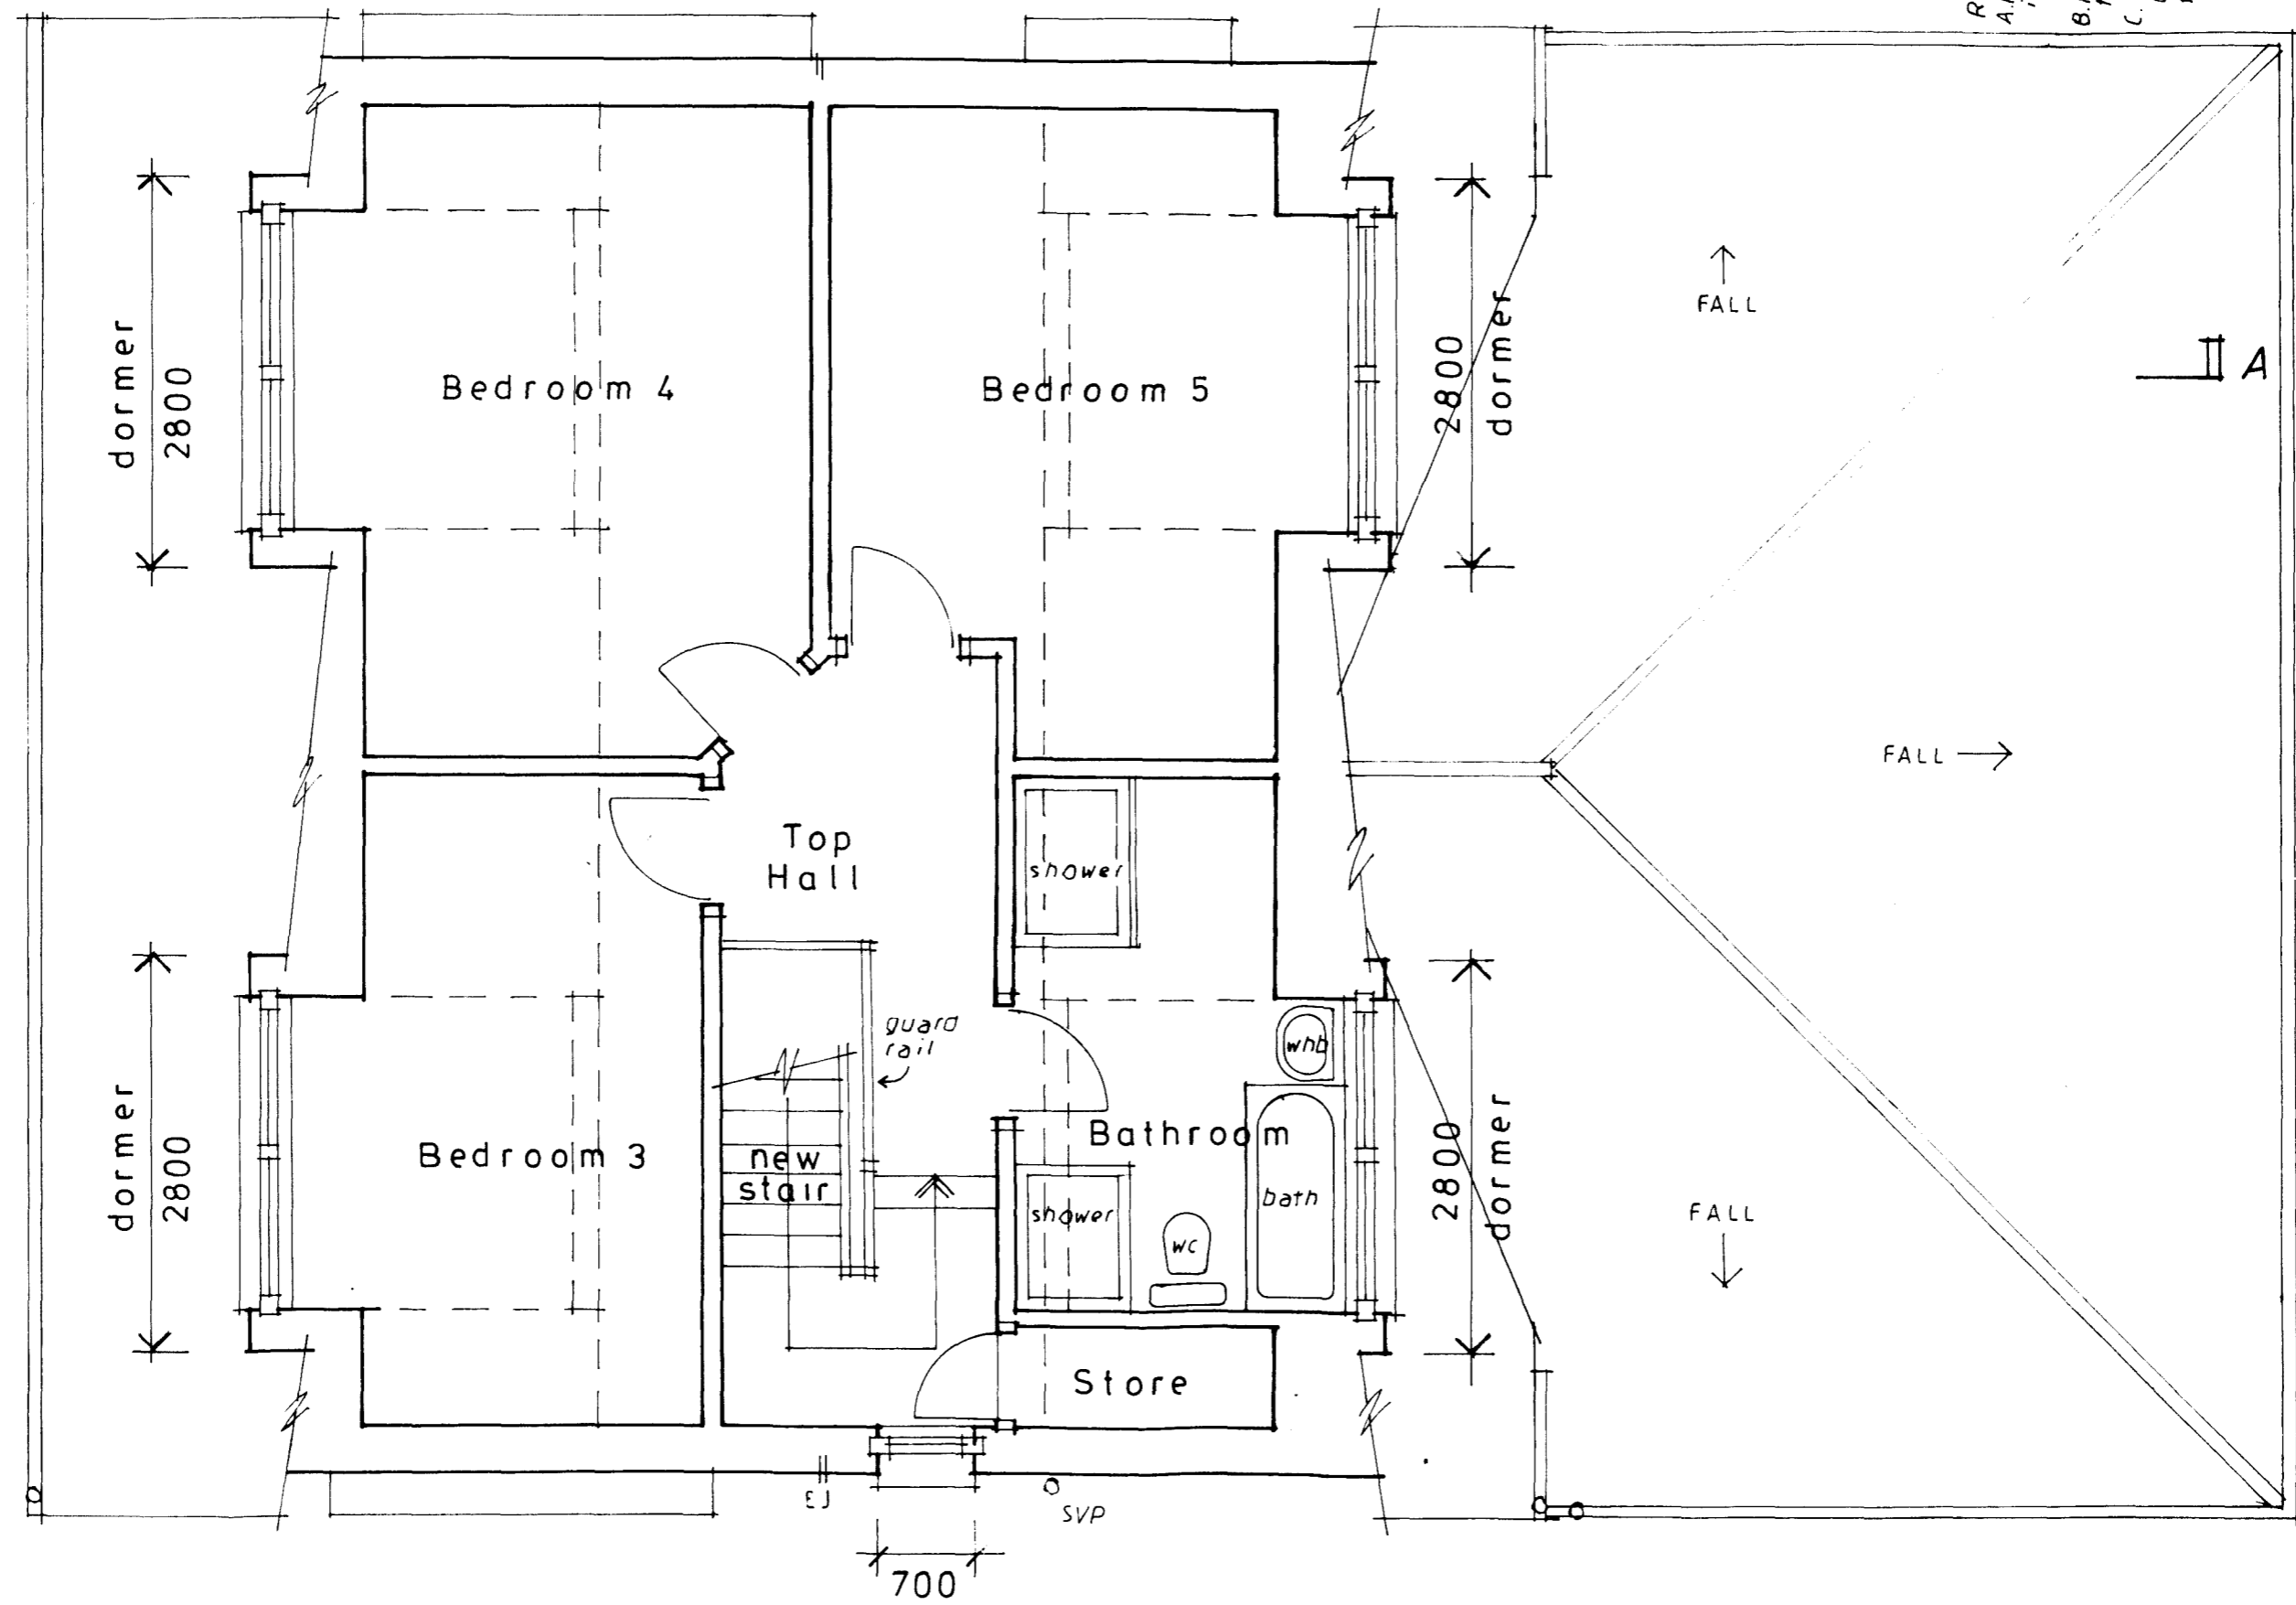 R
A.
B.
C.
dormer
2800
Bedroom 4
Bedroom 5
2800
dormer
FALL
A
FALL
Top
Hall
shower
guard
rail
whb
Bathroom
dormer
2800
Bedroom 3
new
stair
shower
wc
bath
2800
dormer
FALL
Store
EJ
SVP
700